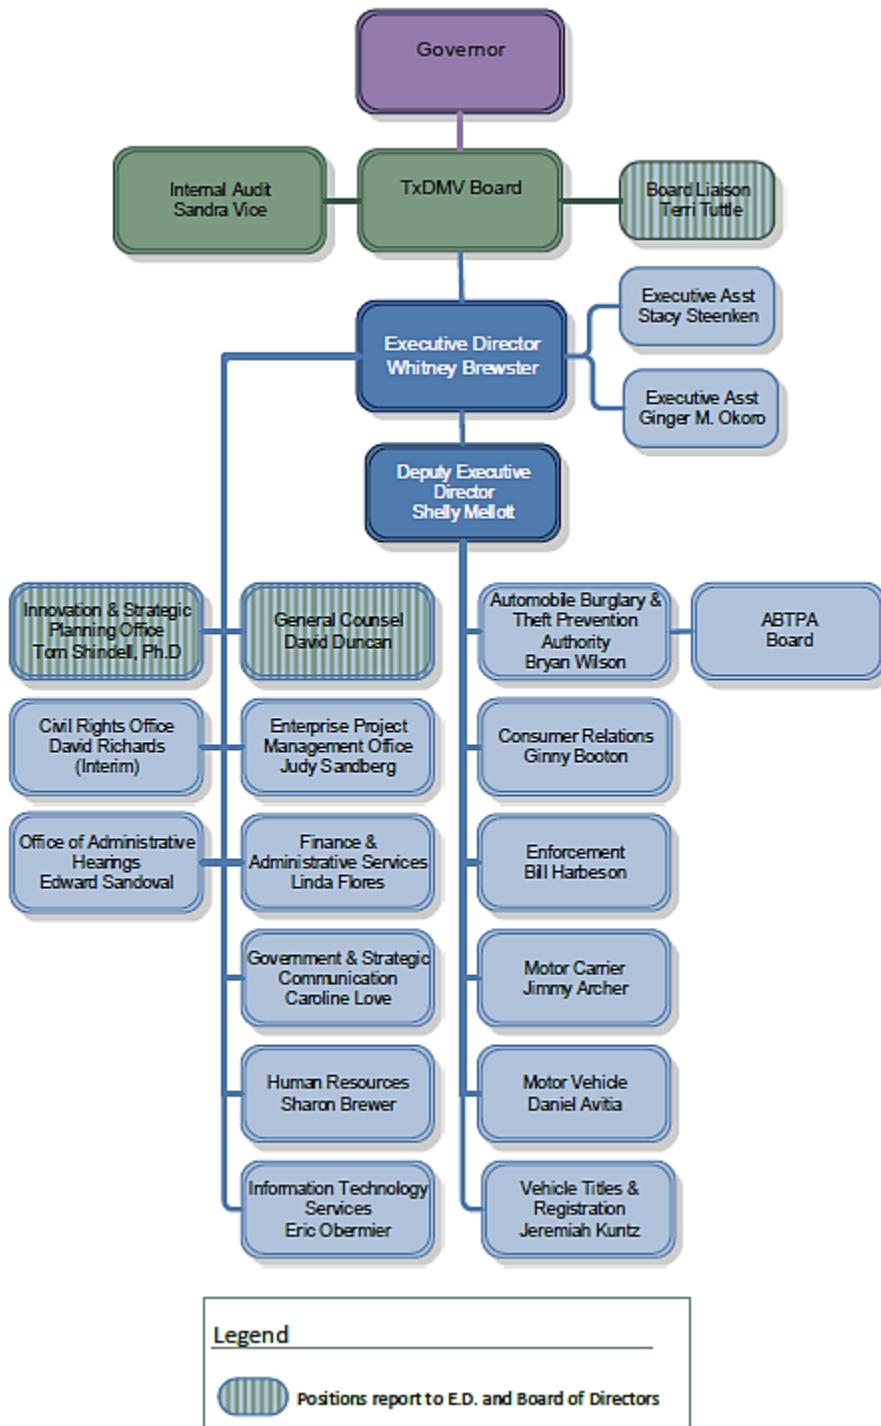 Governor
Internal Audit
Sandra Vice
TxDMV Board
Board Liaison
Terri Tuttle
Executive Asst
Stacy Steenken
Executive Director
Whitney Brewster
Executive Asst
Ginger M. Okoro
Deputy Executive
Director
Shelly Mellott
Innovation & Strategic
Planning Office
Tom Shindell, Ph.D
General Counsel
David Duncan
Automobile Burglary &
Theft Prevention
Authority
Bryan Wilson
ABTPA
Board
Civil Rights Office
David Richards
(Interim)
Enterprise Project
Management Office
Judy Sandberg
Consumer Relations
Ginny Booton
Office of Administrative
Hearings
Edward Sandoval
Finance &
Administrative Services
Linda Flores
Enforcement
Bill Harbeson
Government & Strategic
Communication
Caroline Love
Motor Carrier
Jimmy Archer
Human Resources
Sharon Brewer
Motor Vehicle
Daniel Avitia
Information Technology
Services
Eric Obermier
Vehicle Titles &
Registration
Jeremiah Kuntz
Legend
Positions report to E.D. and Board of Directors